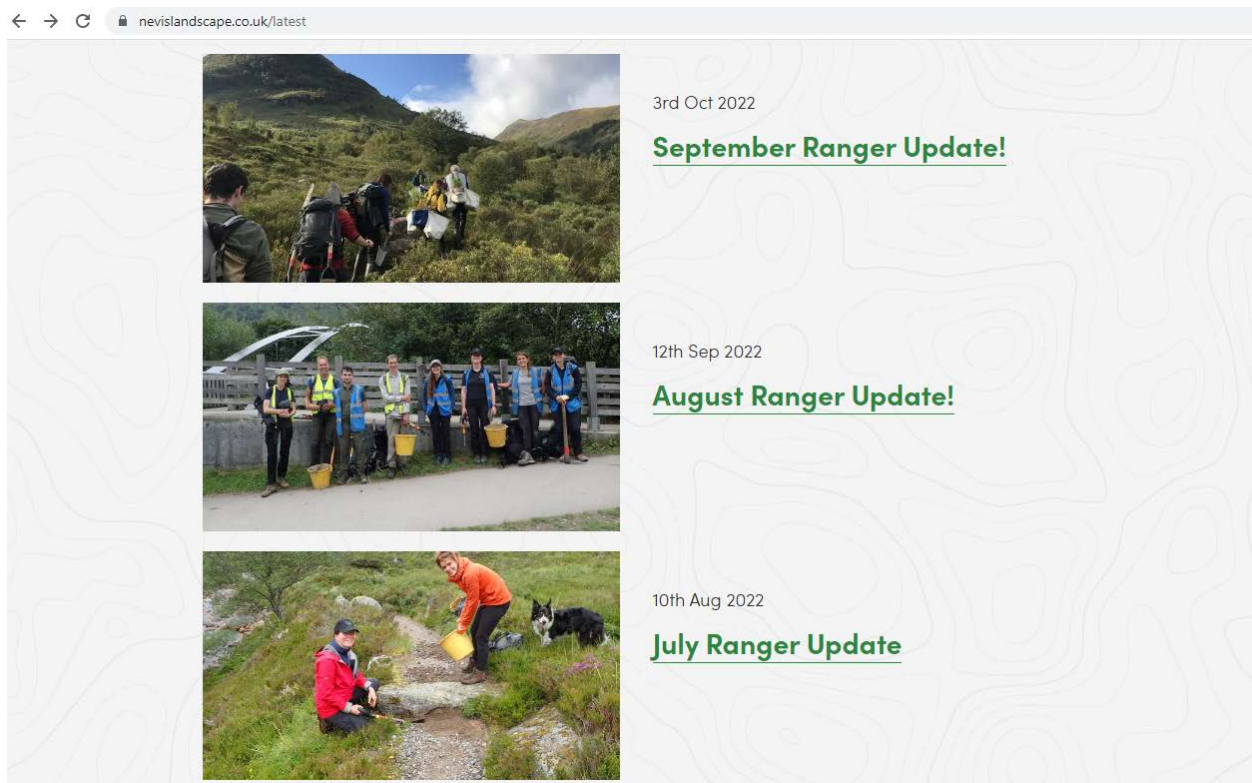 nevislandscape.co.uk/latest
3rd Oct 2022
September Ranger Update!
12th Sep 2022
August Ranger Update!
10th Aug 2022
July Ranger Update